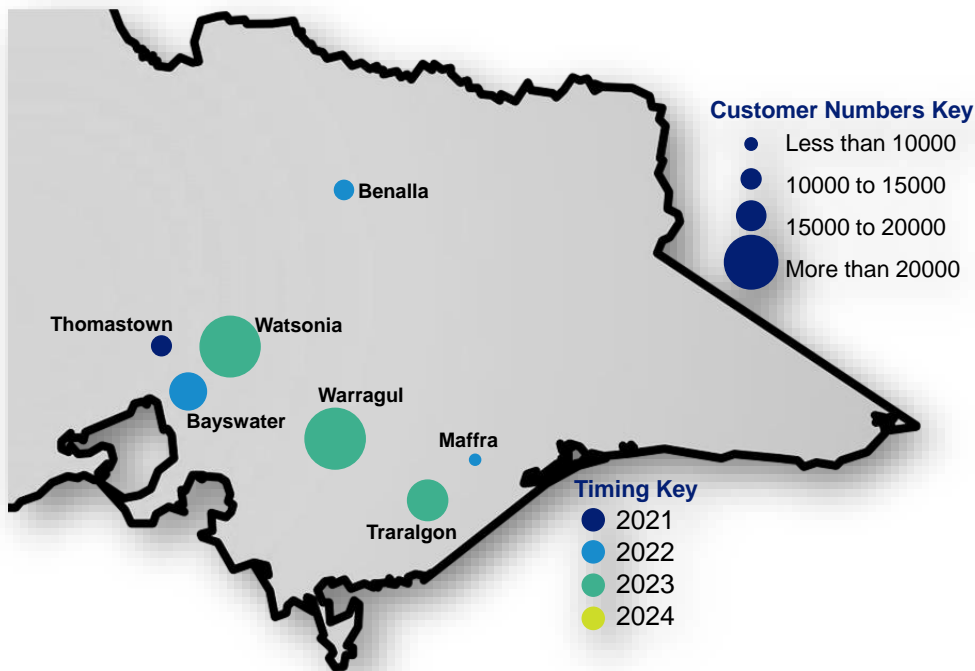 Customer Numbers Key
Less than 10000
10000 to 15000
15000 to 20000
More than 20000
Benalla
Thomastown
Watsonia
Bayswater
Warragul
Maffra
Traralgon
Timing Key
2021
2022
2023
2024